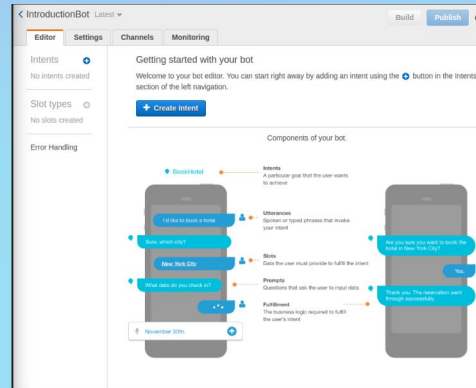 IntroductionBot Latest
Build
Publish
Editor
Settings
Channels
Monitoring
Intents
No intents created
Slot types
No slots created
Error Handling
Getting started with your bot
Welcome to your bot editor. You can start right away by adding an intent using the + button in the Intents
section of the left navigation.
+ Create Intent
Components of your bot.
BookHotel
I'd like to book a hotel
Sure, which city?
New York City
What date do you check in?
November 30th.
Intents
A particular goal that the user wants
to achieve
Utterances
Spoken or typed phrases that invoke
your intent
Slots
Data the user must provide to fulfill the intent
Prompts
Questions that ask the user to input data
Fulfillment
The business logic required to fulfill
the user's intent
Are you sure you want to book the
hotel in New York City?
Yes.
Thank you. The reservation went
through successfully.